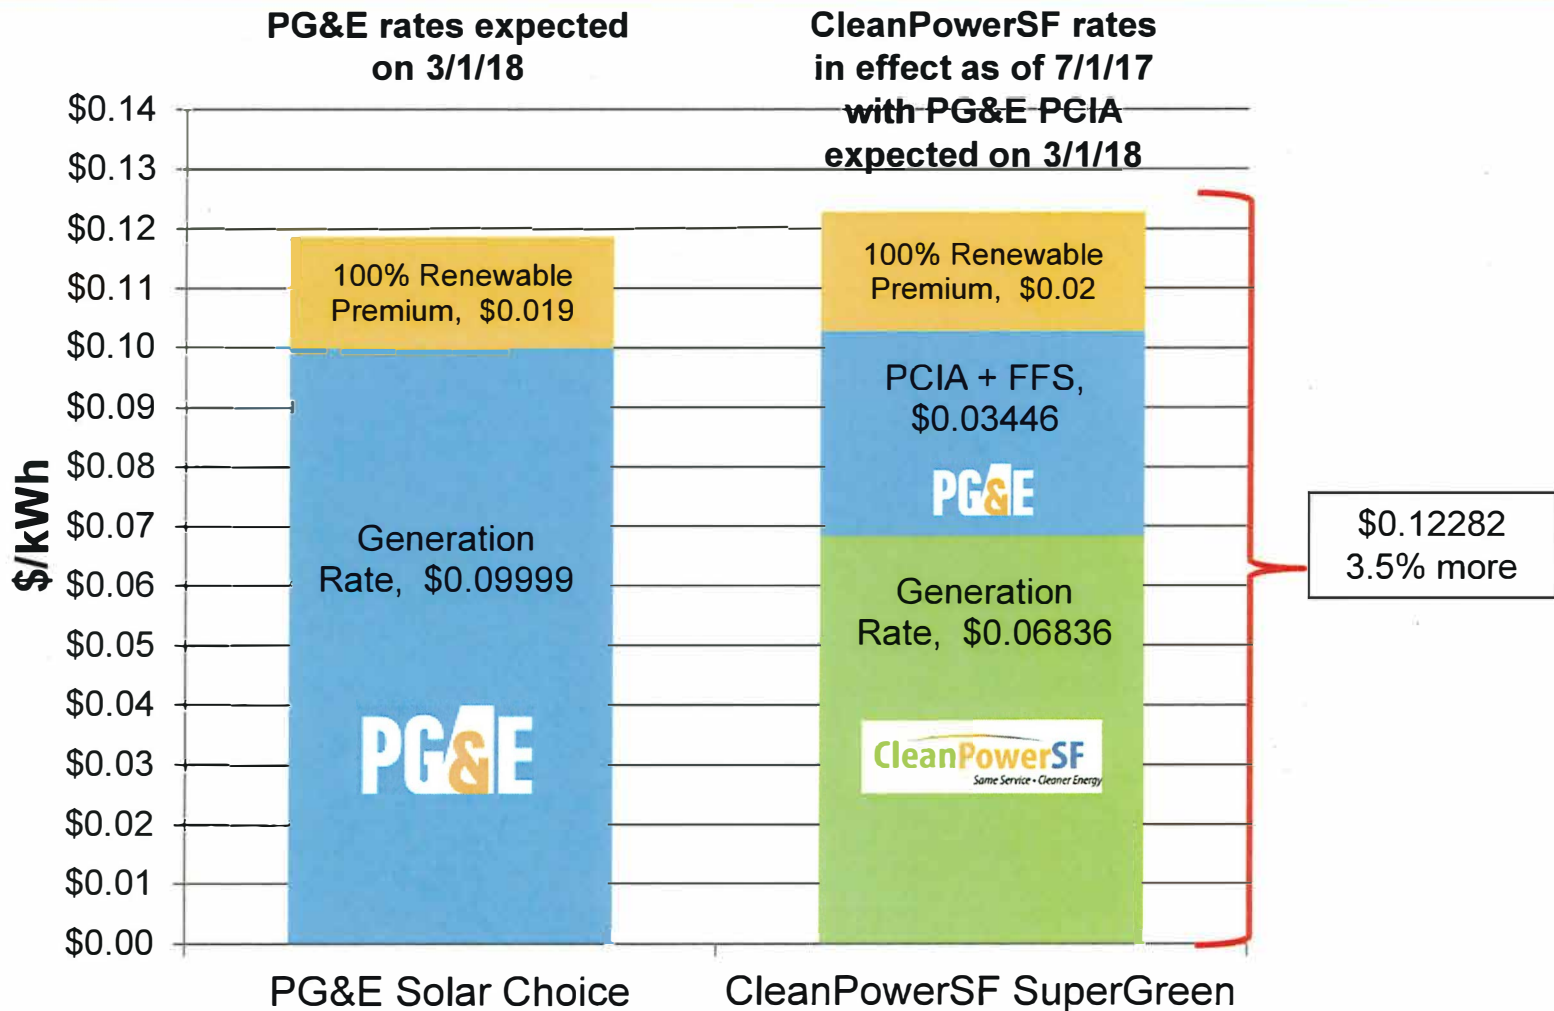 PG&E rates expected
on 3/1/18
CleanPowerSF rates
in effect as of 7/1/17
with PG&E PCIA
expected on 3/1/18
$0.14
$0.13
$0.12
$0.11
$0.10
$0.09
$0.08
$0.07
$0.06
$0.05
$0.04
$0.03
$0.02
$0.01
$0.00
$/kWh
100% Renewable
Premium, $0.019
Generation
Rate, $0.09999
PG&E
100% Renewable
Premium, $0.02
PCIA + FFS,
$0.03446
PG&E
Generation
Rate, $0.06836
CleanPowerSF
Same Service • Cleaner Energy
$0.12282
3.5% more
PG&E Solar Choice
CleanPowerSF SuperGreen